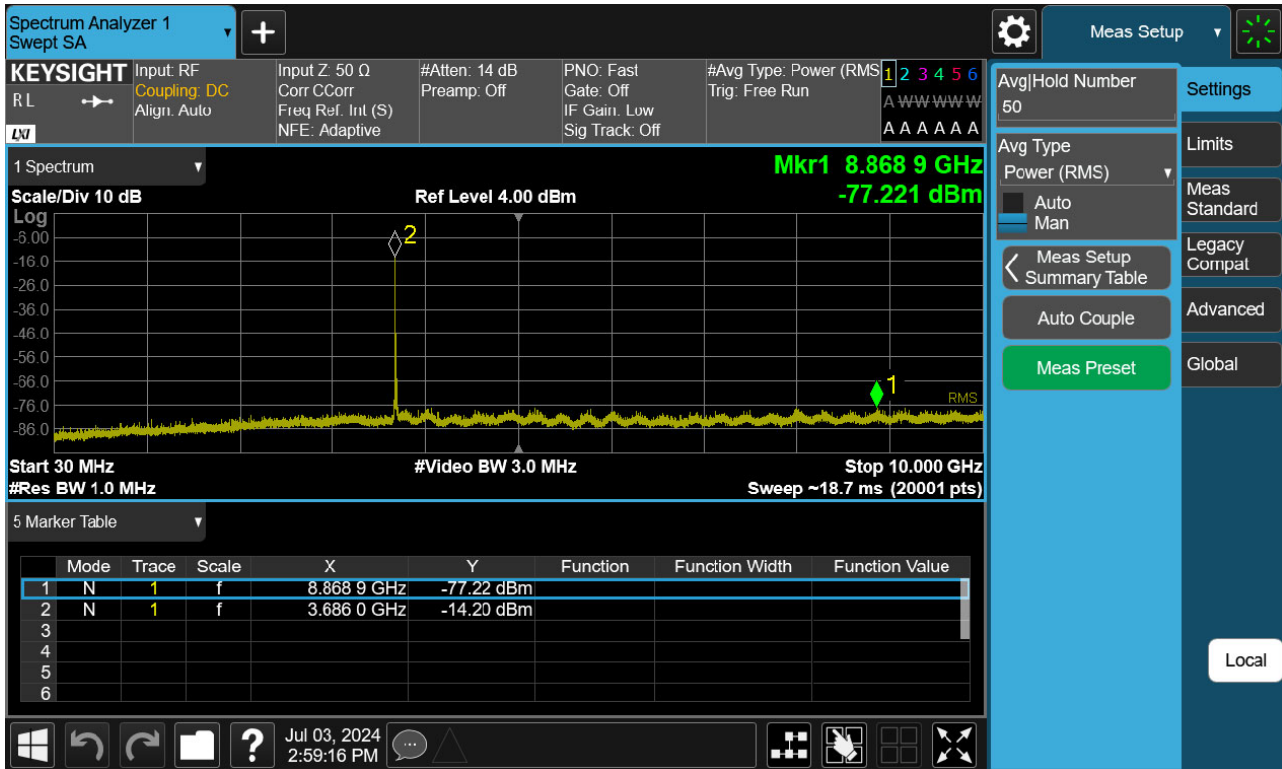 Spectrum Analyzer 1
Swept SA
+
Meas Setup
KEYSIGHT
RL
LXI
Input: RF
Coupling: DC
Align: Auto
Input Z: 50 Ω
Corr CCorr
Freq Ref: Int (S)
NFE: Adaptive
#Atten: 14 dB
Preamp: Off
PNO: Fast
Gate: Off
IF Gain: Low
Sig Track: Off
#Avg Type: Power (RMS
Trig: Free Run
1 2 3 4 5 6
A W W W W W
A A A A A A
1 Spectrum
Scale/Div 10 dB
Ref Level 4.00 dBm
Mkr1 8.868 9 GHz
-77.221 dBm
Log
-6.00
-16.0
-26.0
-36.0
-46.0
-56.0
-66.0
-76.0
-86.0
2
1
RMS
Start 30 MHz
#Video BW 3.0 MHz
Stop 10.000 GHz
#Res BW 1.0 MHz
Sweep ~18.7 ms (20001 pts)
5 Marker Table
Mode Trace Scale X Y Function Function Width Function Value
1 N 1 f 8.868 9 GHz -77.22 dBm
2 N 1 f 3.686 0 GHz -14.20 dBm
3
4
5
6
Avg|Hold Number
50
Avg Type
Power (RMS)
Auto
Man
Meas Setup
Summary Table
Auto Couple
Meas Preset
Settings
Limits
Meas
Standard
Legacy
Compat
Advanced
Global
Local
?
Jul 03, 2024
2:59:16 PM